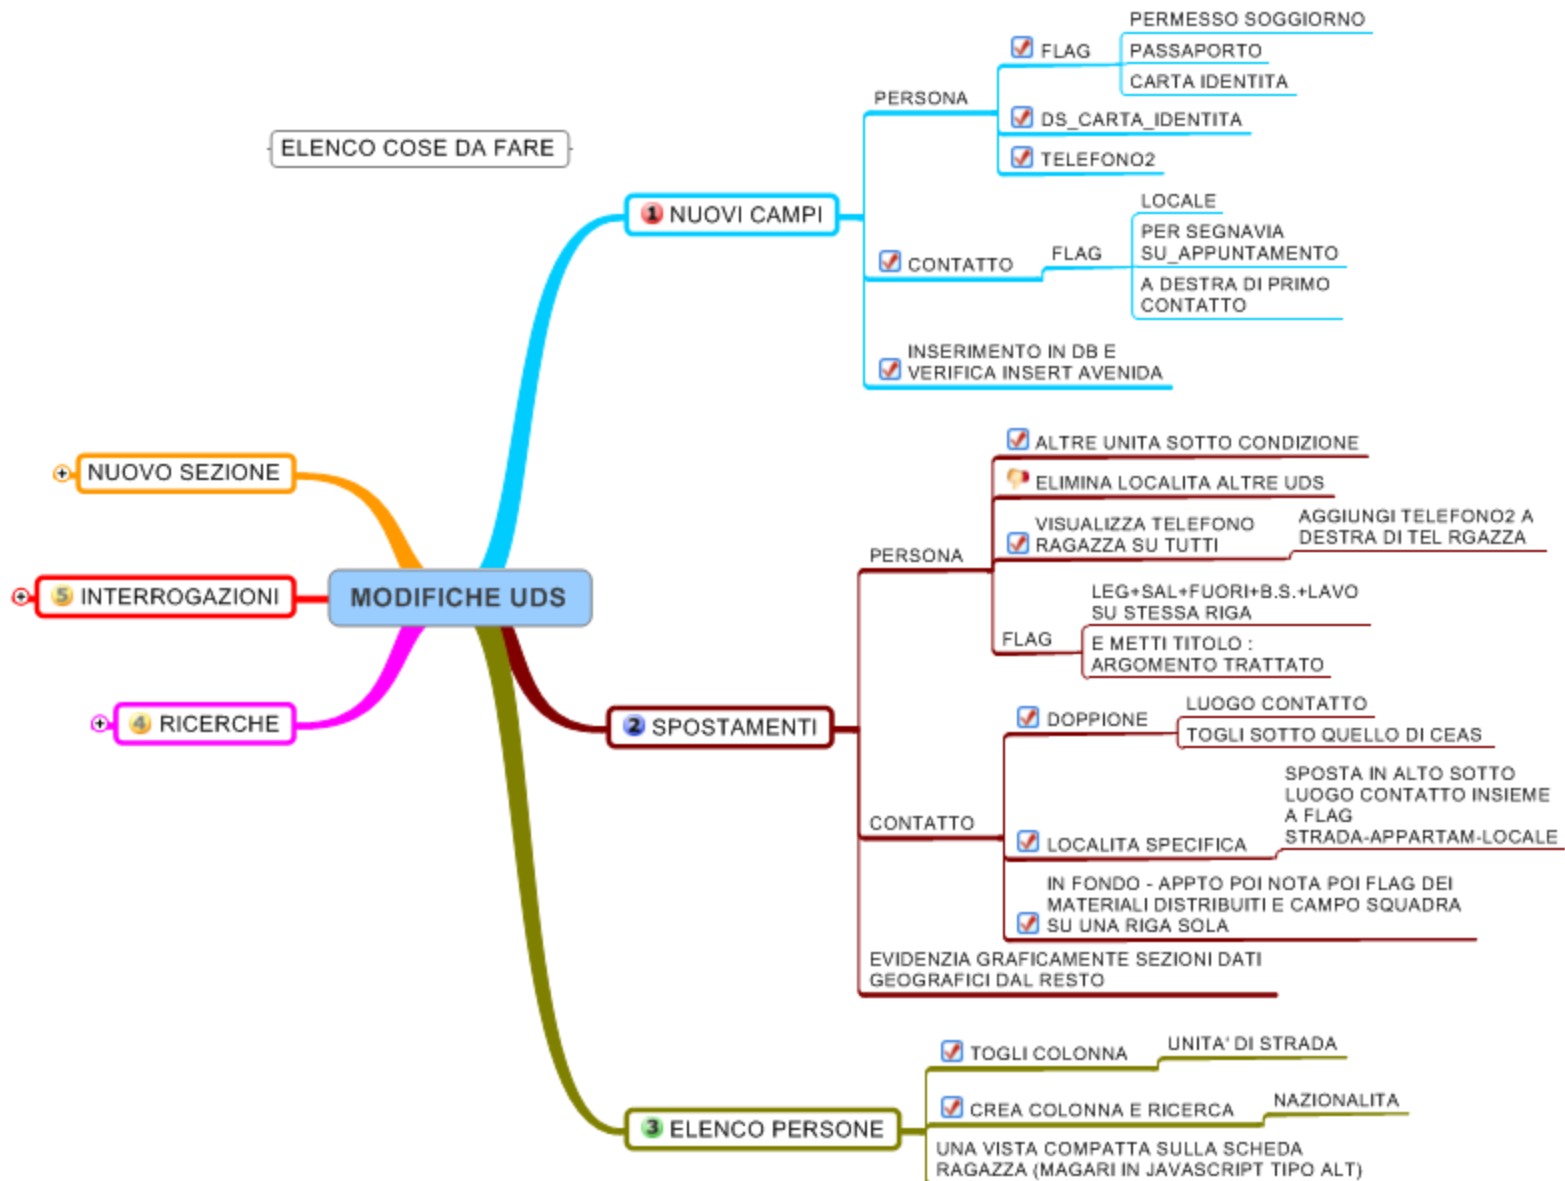 ELENCO COSE DA FARE
MODIFICHE UDS
1 NUOVI CAMPI
PERSONA
FLAG
PERMESSO SOGGIORNO
PASSAPORTO
CARTA IDENTITA
DS_CARTA_IDENTITA
TELEFONO2
CONTATTO
FLAG
LOCALE
PER SEGNAVIA
SU_APPUNTAMENTO
A DESTRA DI PRIMO
CONTATTO
INSERIMENTO IN DB E
VERIFICA INSERT AVENIDA
2 SPOSTAMENTI
PERSONA
ALTRE UNITA SOTTO CONDIZIONE
ELIMINA LOCALITA ALTRE UDS
VISUALIZZA TELEFONO
RAGAZZA SU TUTTI
AGGIUNGI TELEFONO2 A
DESTRA DI TEL RGAZZA
FLAG
LEG+SAL+FUORI+B.S.+LAVO
SU STESSA RIGA
E METTI TITOLO :
ARGOMENTO TRATTATO
CONTATTO
DOPPIONE
LUOGO CONTATTO
TOGLI SOTTO QUELLO DI CEAS
LOCALITA SPECIFICA
SPOSTA IN ALTO SOTTO
LUOGO CONTATTO INSIEME
A FLAG
STRADA-APPARTAM-LOCALE
IN FONDO - APPTO POI NOTA POI FLAG DEI
MATERIALI DISTRIBUITI E CAMPO SQUADRA
SU UNA RIGA SOLA
EVIDENZIA GRAFICAMENTE SEZIONI DATI
GEOGRAFICI DAL RESTO
3 ELENCO PERSONE
TOGLI COLONNA
UNITA' DI STRADA
CREA COLONNA E RICERCA
NAZIONALITA
UNA VISTA COMPATTA SULLA SCHEDA
RAGAZZA (MAGARI IN JAVASCRIPT TIPO ALT)
4 RICERCHE
5 INTERROGAZIONI
NUOVO SEZIONE